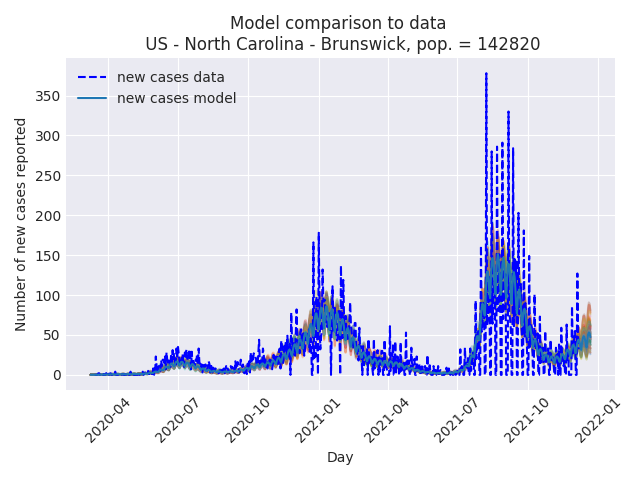 Model comparison to data
US - North Carolina - Brunswick, pop. = 142820
new cases data
new cases model
Number of new cases reported
350
300
250
200
150
100
50
0
2020-04
2020-07
2020-10
2021-01
2021-04
2021-07
2021-10
2022-01
Day